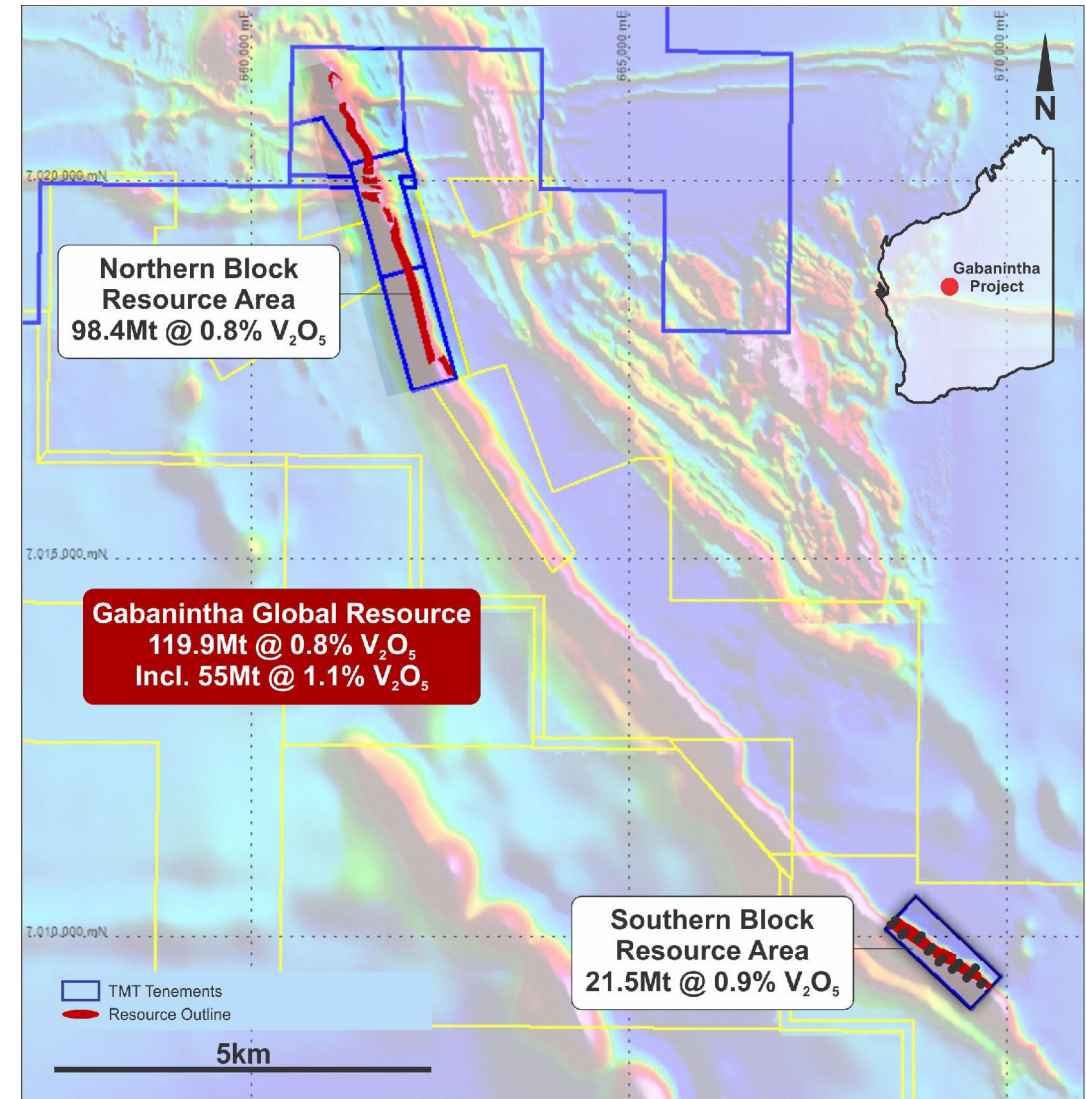 660,000 mE
665,000 mE
670,000 mE
N
7,020,000 mN
Gabanintha
Project
Northern Block
Resource Area
98.4Mt @ 0.8% V₂O₅
7,015,000 mN
Gabanintha Global Resource
119.9Mt @ 0.8% V₂O₅
Incl. 55Mt @ 1.1% V₂O₅
7,010,000 mN
Southern Block
Resource Area
21.5Mt @ 0.9% V₂O₅
TMT Tenements
Resource Outline
5km